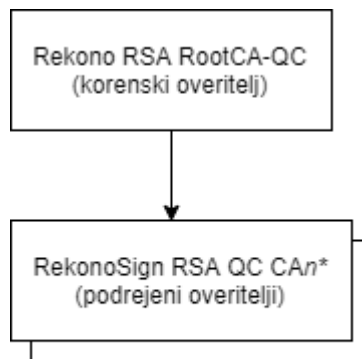 Rekono RSA RootCA-QC
(korenski overitelj)
RekonoSign RSA QC CAn*
(podrejeni overitelji)